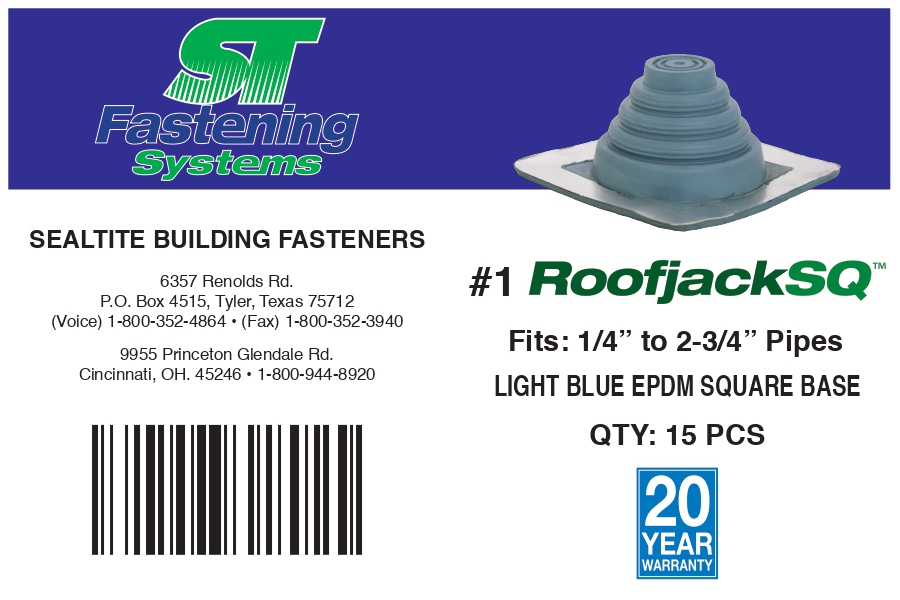 ST
Fastening
Systems
SEALTITE BUILDING FASTENERS
6357 Renolds Rd.
P.O. Box 4515, Tyler, Texas 75712
(Voice) 1-800-352-4864 • (Fax) 1-800-352-3940
9955 Princeton Glendale Rd.
Cincinnati, OH. 45246 • 1-800-944-8920
#1 RoofjackSQ™
Fits: 1/4” to 2-3/4” Pipes
LIGHT BLUE EPDM SQUARE BASE
QTY: 15 PCS
20
YEAR
WARRANTY